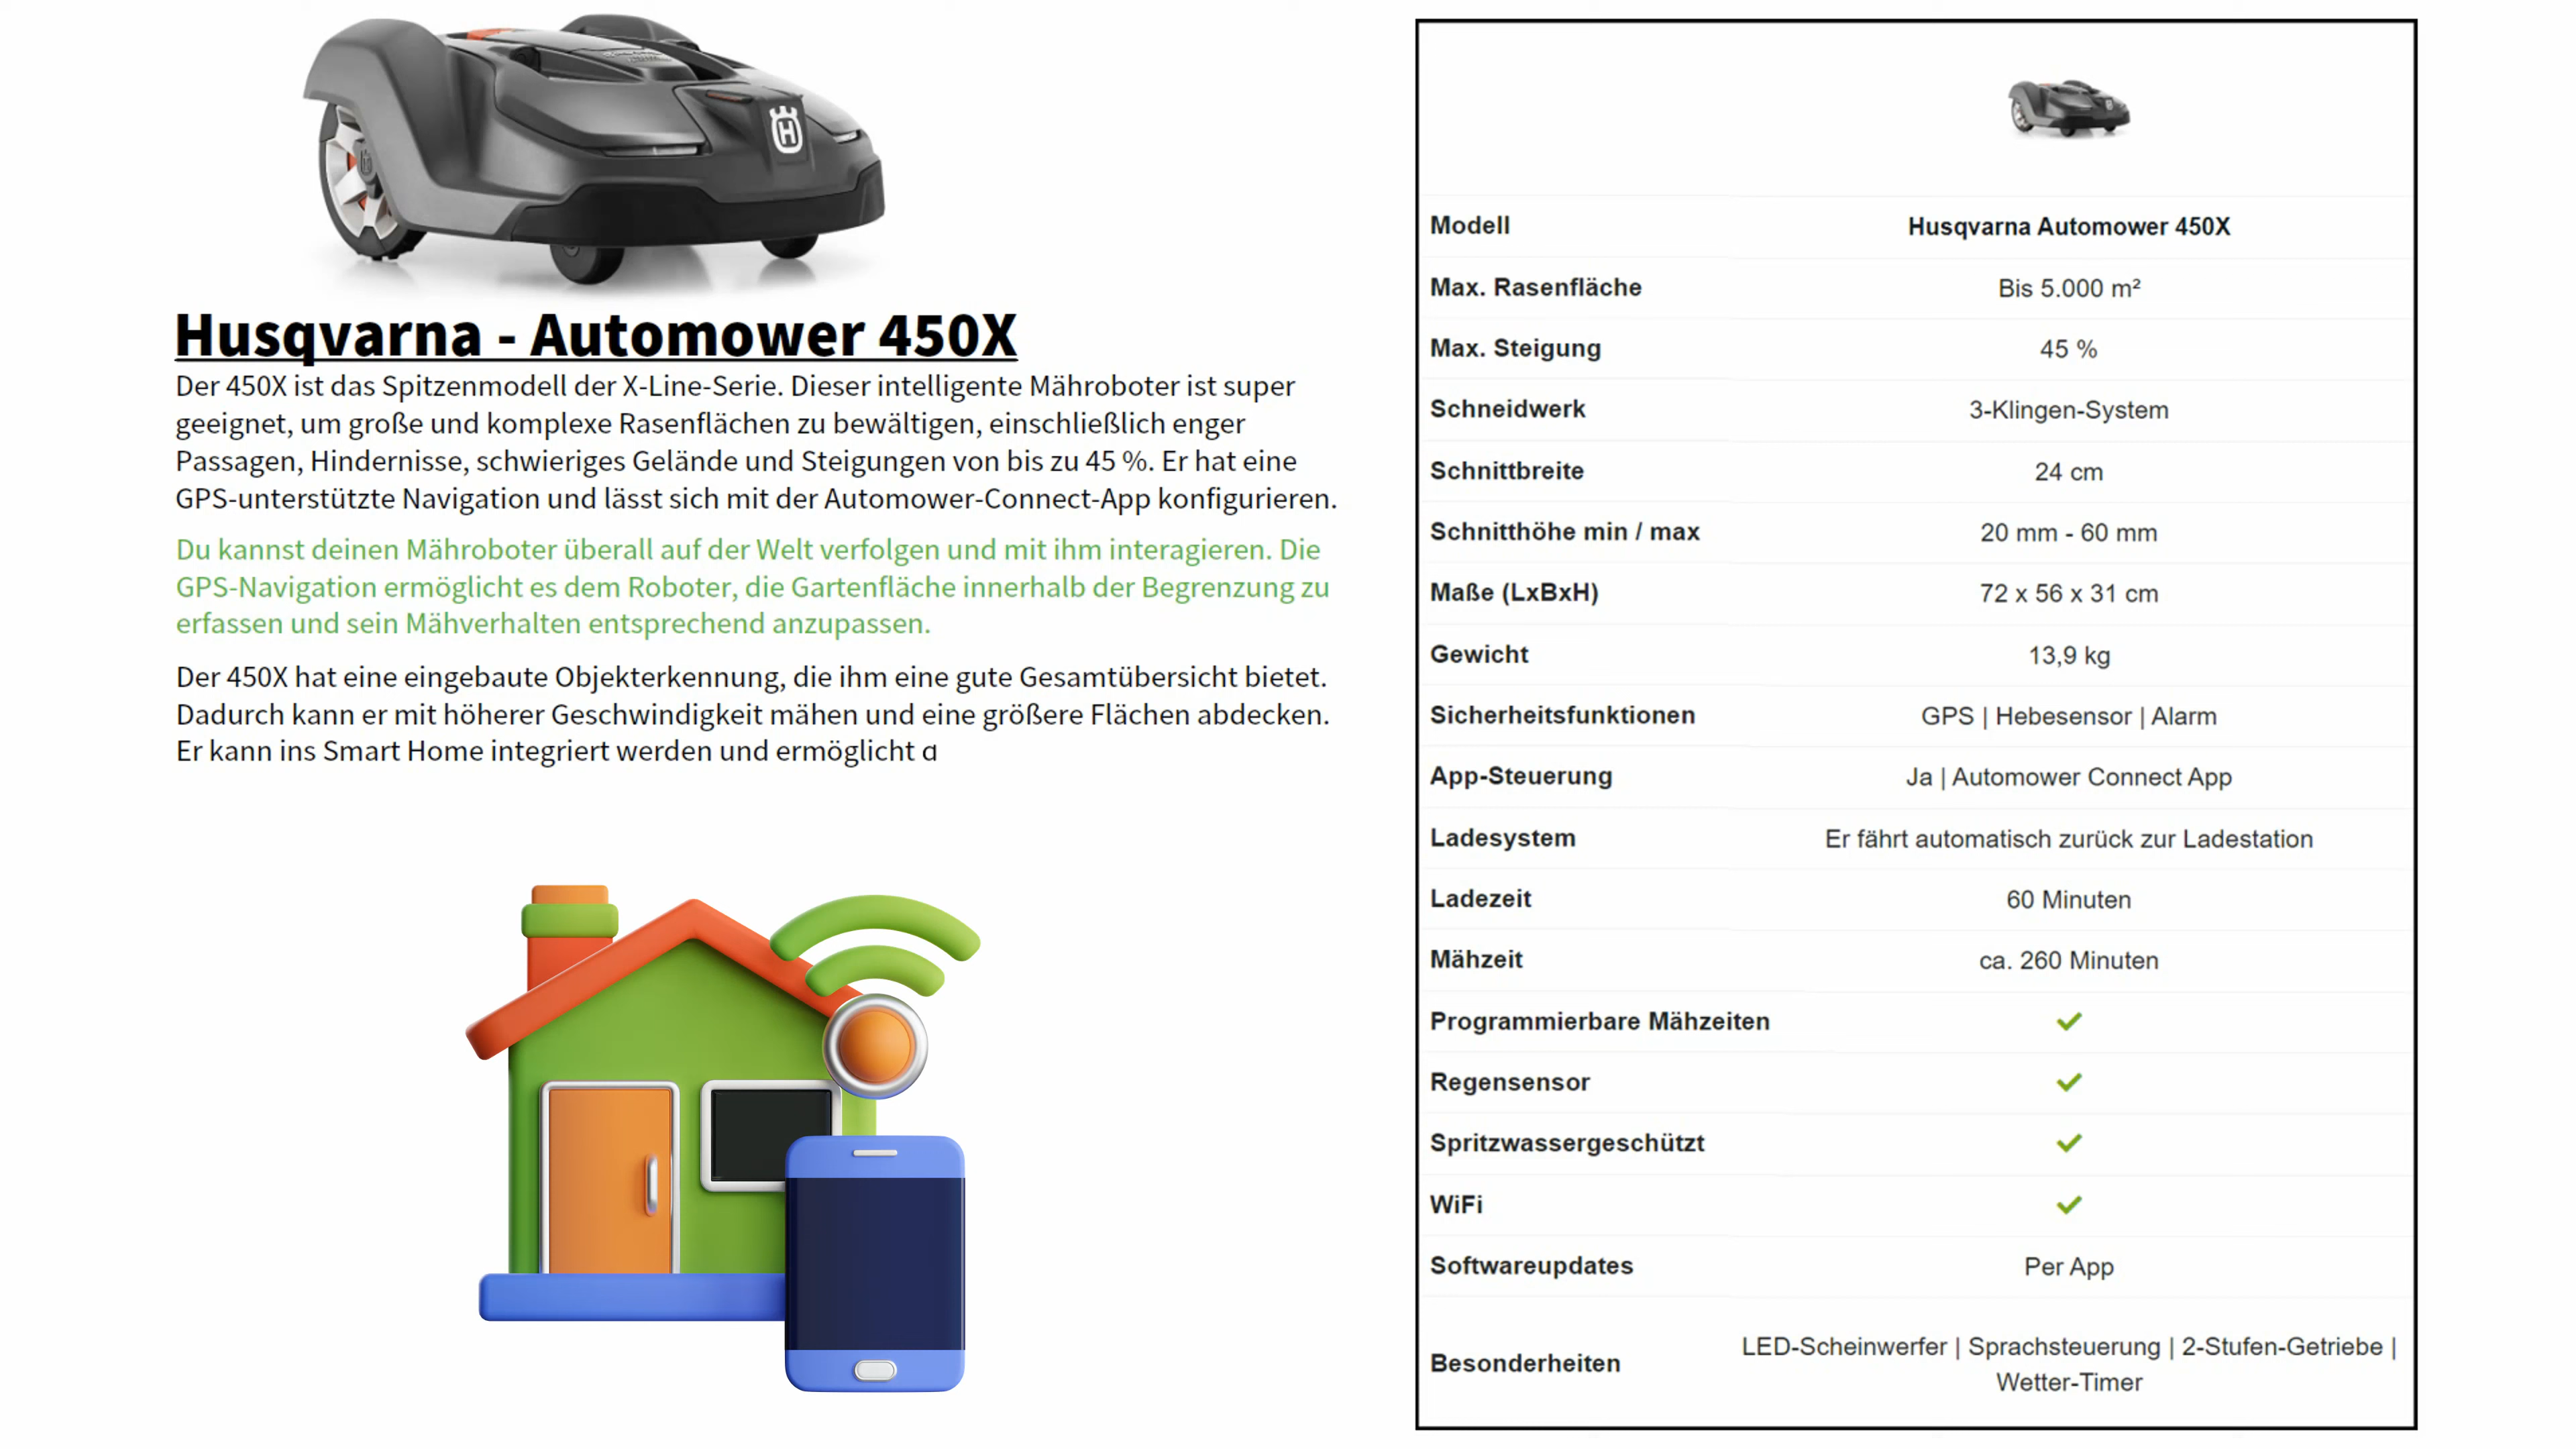 Husqvarna - Automower 450X
Der 450X ist das Spitzenmodell der X-Line-Serie. Dieser intelligente Mähroboter ist super
geeignet, um große und komplexe Rasenflächen zu bewältigen, einschließlich enger
Passagen, Hindernisse, schwieriges Gelände und Steigungen von bis zu 45 %. Er hat eine
GPS-unterstützte Navigation und lässt sich mit der Automower-Connect-App konfigurieren.
Du kannst deinen Mähroboter überall auf der Welt verfolgen und mit ihm interagieren. Die
GPS-Navigation ermöglicht es dem Roboter, die Gartenfläche innerhalb der Begrenzung zu
erfassen und sein Mähverhalten entsprechend anzupassen.
Der 450X hat eine eingebaute Objekterkennung, die ihm eine gute Gesamtübersicht bietet.
Dadurch kann er mit höherer Geschwindigkeit mähen und eine größere Flächen abdecken.
Er kann ins Smart Home integriert werden und ermöglicht
Modell Husqvarna Automower 450X
Max. Rasenfläche Bis 5.000 m²
Max. Steigung 45 %
Schneidwerk 3-Klingen-System
Schnittbreite 24 cm
Schnitthöhe min / max 20 mm - 60 mm
Maße (LxBxH) 72 x 56 x 31 cm
Gewicht 13,9 kg
Sicherheitsfunktionen GPS | Hebesensor | Alarm
App-Steuerung Ja | Automower Connect App
Ladesystem Er fährt automatisch zurück zur Ladestation
Ladezeit 60 Minuten
Mähzeit ca. 260 Minuten
Programmierbare Mähzeiten
Regensensor
Spritzwassergeschützt
WiFi
Softwareupdates Per App
Besonderheiten LED-Scheinwerfer | Sprachsteuerung | 2-Stufen-Getriebe |
Wetter-Timer